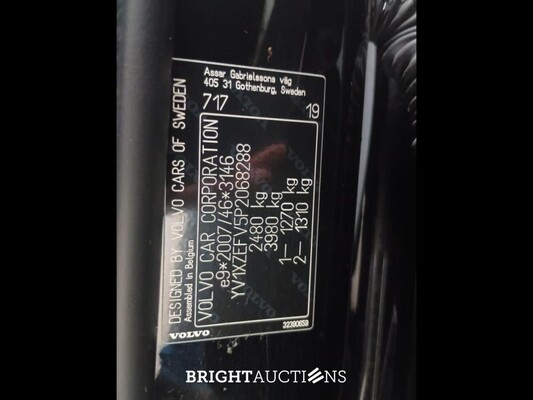 DESIGNED BY VOLVO CARS OF SWEDEN
Assembled in Belgium
Assar Gabrielssons väg
405 31 Gothenburg, Sweden
717 19
VOLVO CAR CORPORATION
e9*2007/46*3146
YV1XZEFV5P2068288
2480 kg
3980 kg
1– 1270 kg
2– 1310 kg
VOLVO
32390859
BRIGHTAUCTIONS